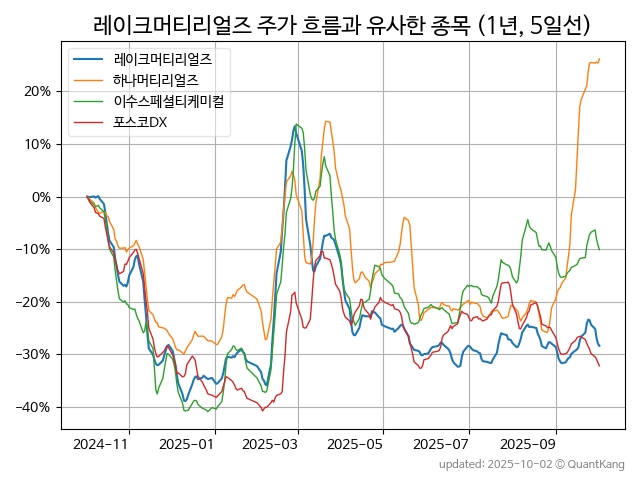 레이크머티리얼즈 주가 흐름과 유사한 종목 (1년, 5일선)
레이크머티리얼즈
하나머티리얼즈
이수스페셜티케미컬
포스코DX
20%
10%
0%
−10%
−20%
−30%
−40%
2024−11 2025−01 2025−03 2025−05 2025−07 2025−09
updated: 2025-10-02 © QuantKang